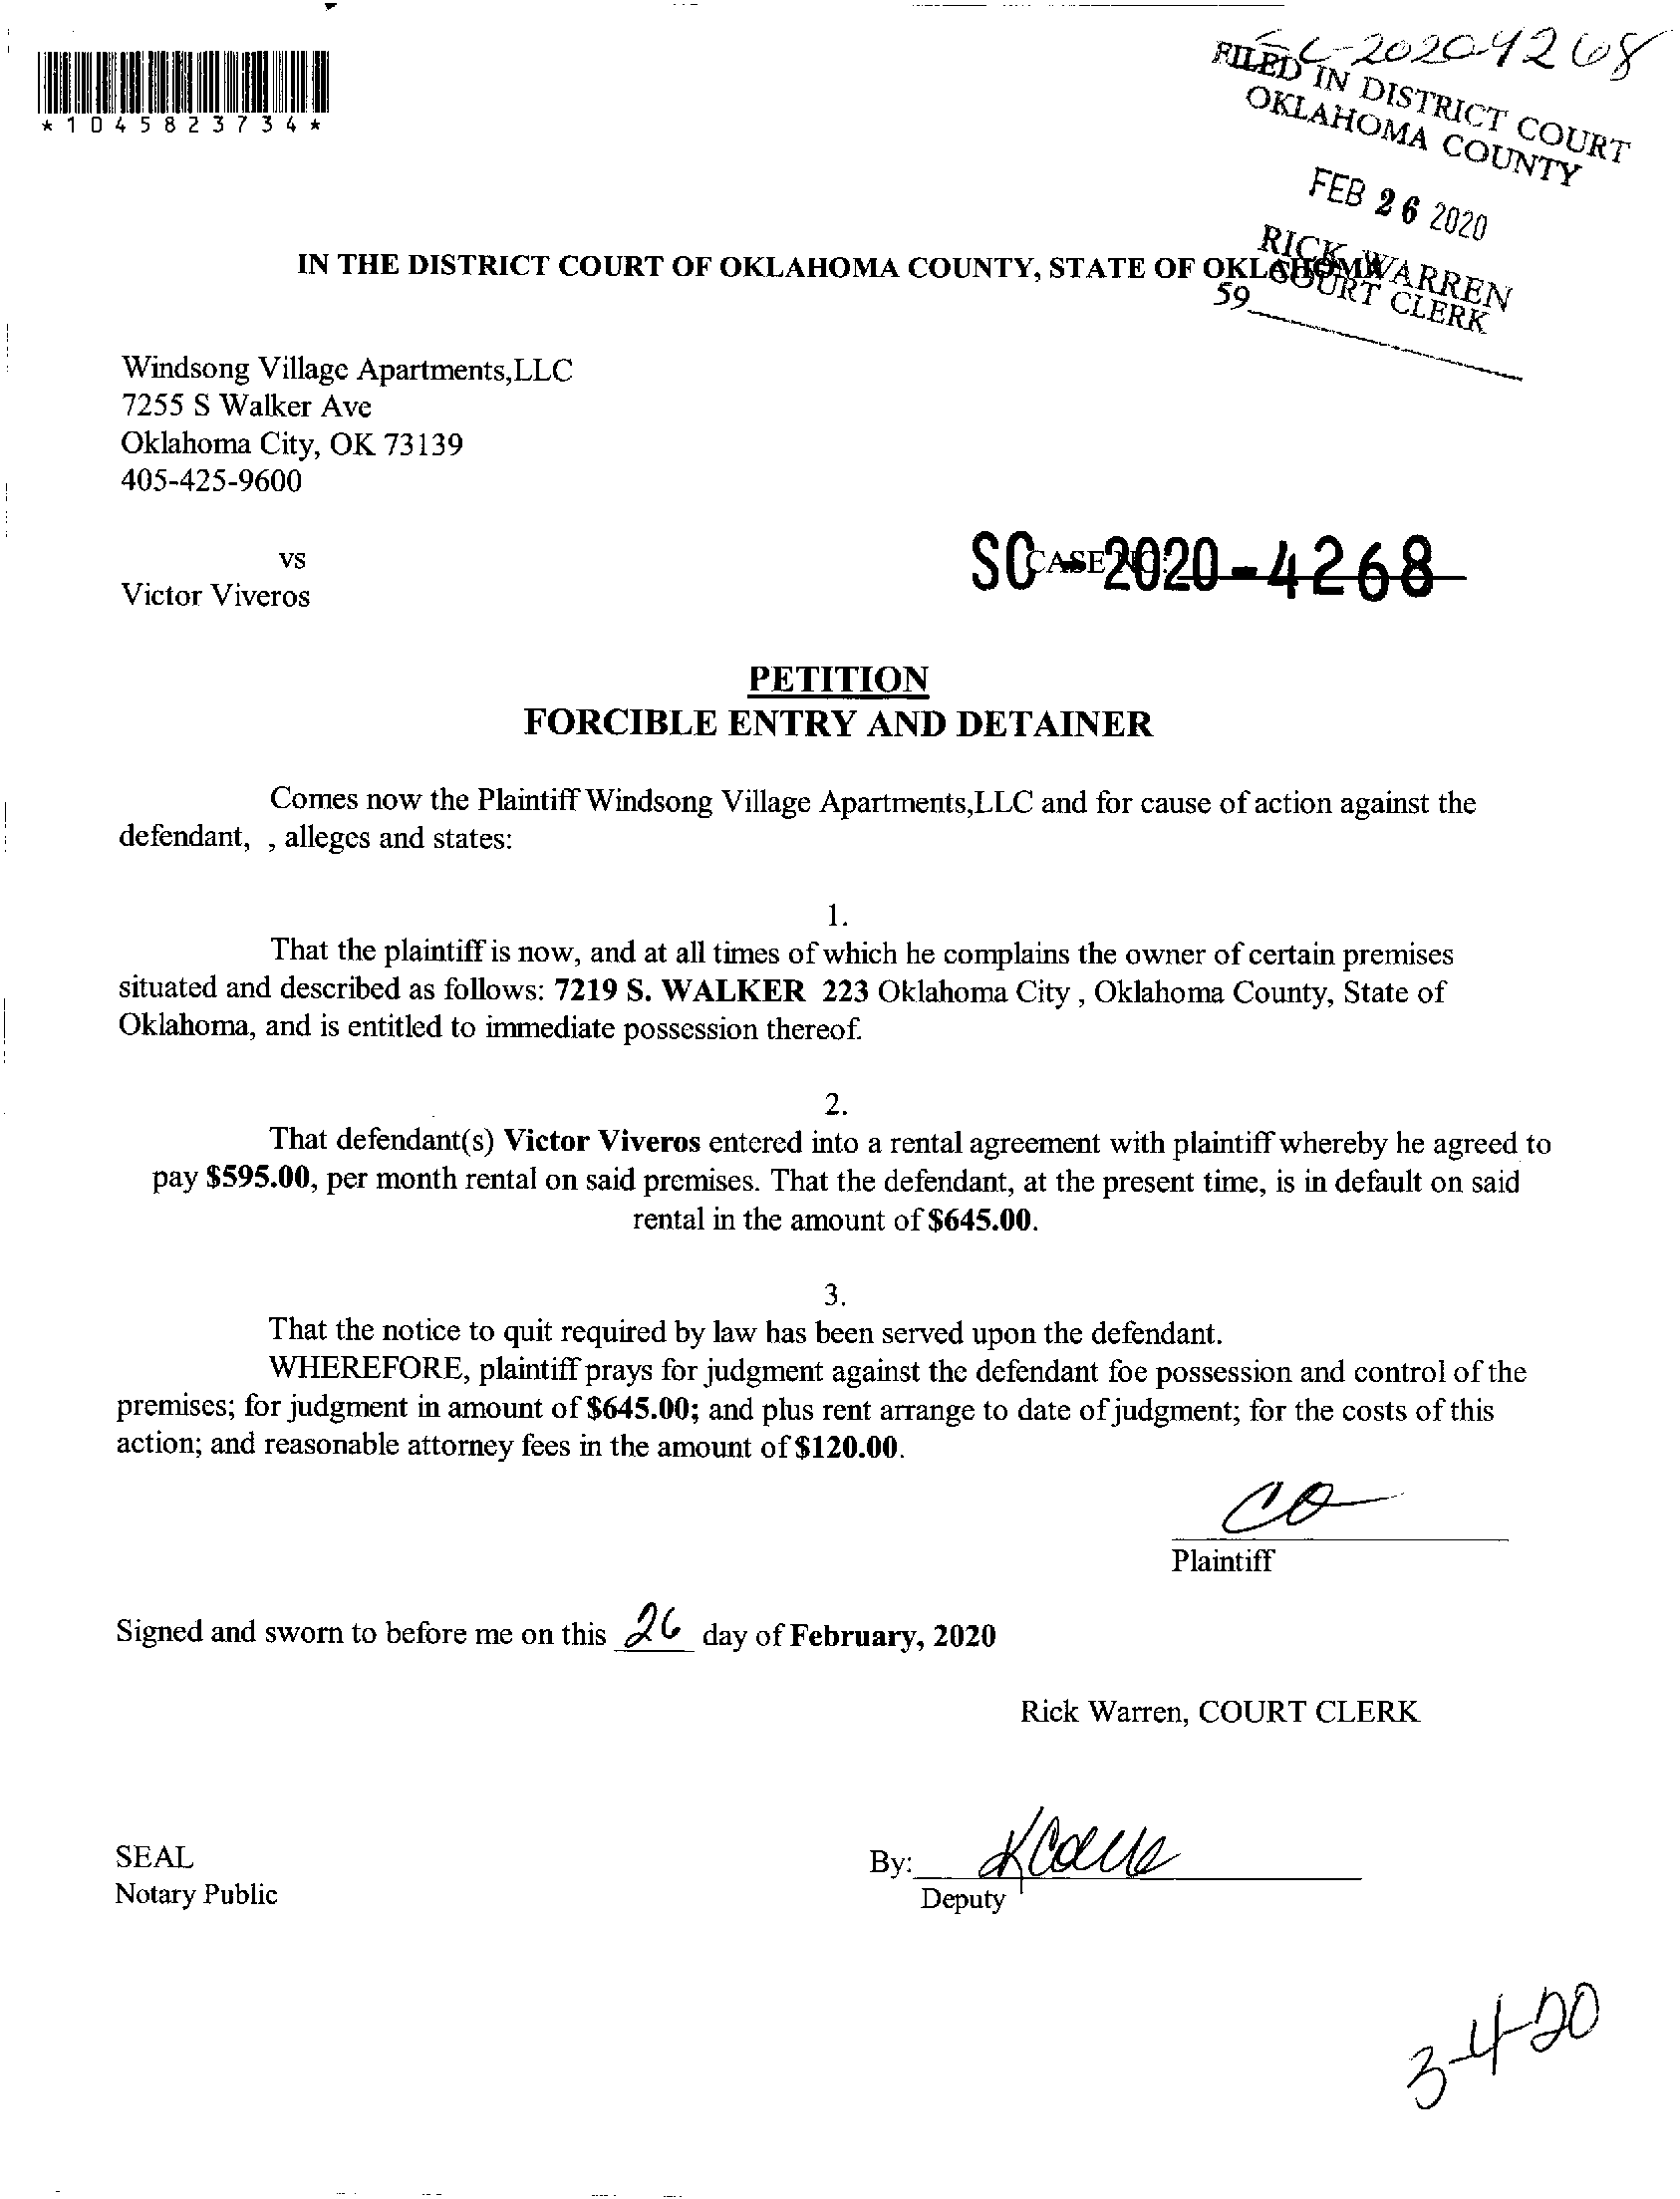 SC-2020-4268
*1045823734*
FILED IN DISTRICT COURT
OKLAHOMA COUNTY
FEB 26 2020
RICK WARREN
COURT CLERK
59
IN THE DISTRICT COURT OF OKLAHOMA COUNTY, STATE OF OKLAHOMA
Windsong Village Apartments,LLC
7255 S Walker Ave
Oklahoma City, OK 73139
405-425-9600
vs
CASE NO:
SC-2020-4268
Victor Viveros
PETITION
FORCIBLE ENTRY AND DETAINER
Comes now the Plaintiff Windsong Village Apartments,LLC and for cause of action against the
defendant, , alleges and states:
1.
That the plaintiff is now, and at all times of which he complains the owner of certain premises
situated and described as follows: 7219 S. WALKER 223 Oklahoma City , Oklahoma County, State of
Oklahoma, and is entitled to immediate possession thereof.
2.
That defendant(s) Victor Viveros entered into a rental agreement with plaintiff whereby he agreed to
pay $595.00, per month rental on said premises. That the defendant, at the present time, is in default on said
rental in the amount of $645.00.
3.
That the notice to quit required by law has been served upon the defendant.
WHEREFORE, plaintiff prays for judgment against the defendant foe possession and control of the
premises; for judgment in amount of $645.00; and plus rent arrange to date of judgment; for the costs of this
action; and reasonable attorney fees in the amount of $120.00.
Plaintiff
Signed and sworn to before me on this 26 day of February, 2020
Rick Warren, COURT CLERK
SEAL
By:
Notary Public
Deputy
3-4-20